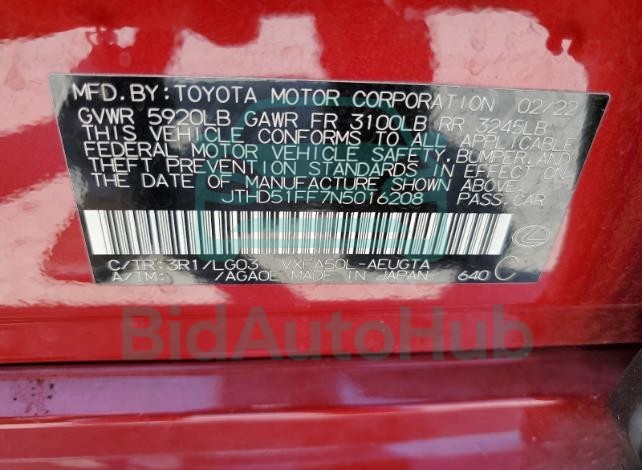 MFD. BY: TOYOTA MOTOR CORPORATION 02/22
GVWR 5920LB GAWR FR 3100LB RR 3245LB
THIS VEHICLE CONFORMS TO ALL APPLICABLE
FEDERAL MOTOR VEHICLE SAFETY, BUMPER, AND
THEFT PREVENTION STANDARDS IN EFFECT ON
THE DATE OF MANUFACTURE SHOWN ABOVE.
JTHD51FF7N5016208 PASS.CAR
C/TR: 3R1/LG03 VXFA50L-AEUGTA
A/TM: /AGA0E MADE IN JAPAN 640 C
BidAutoHub